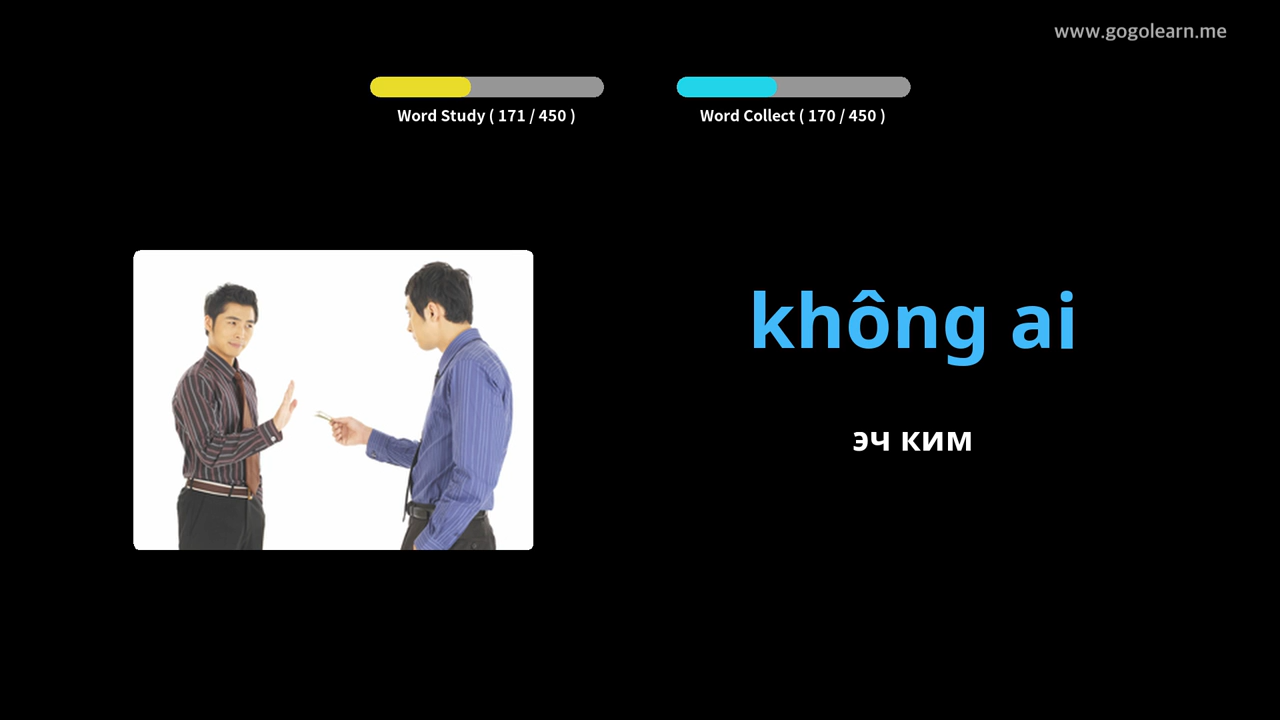 www.gogolearn.me
Word Study ( 171 / 450 )
Word Collect ( 170 / 450 )
không ai
эч ким